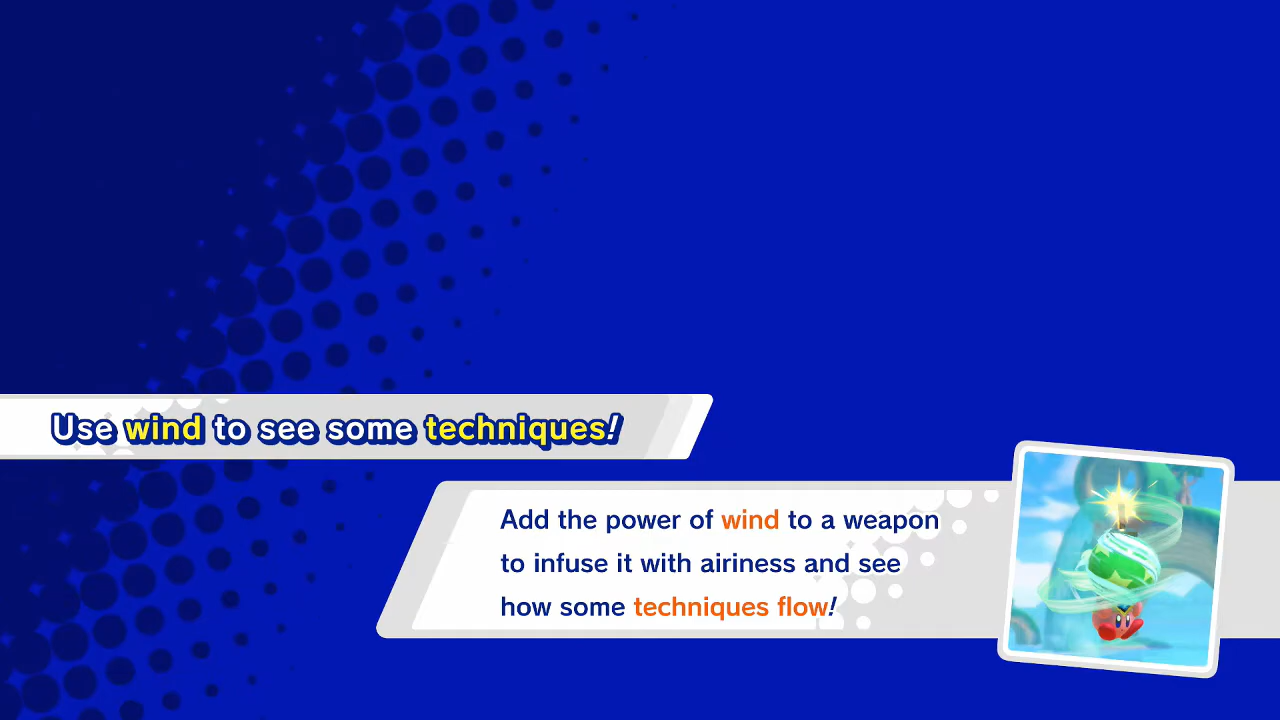 Use wind to see some techniques!
Add the power of wind to a weapon
to infuse it with airiness and see
how some techniques flow!